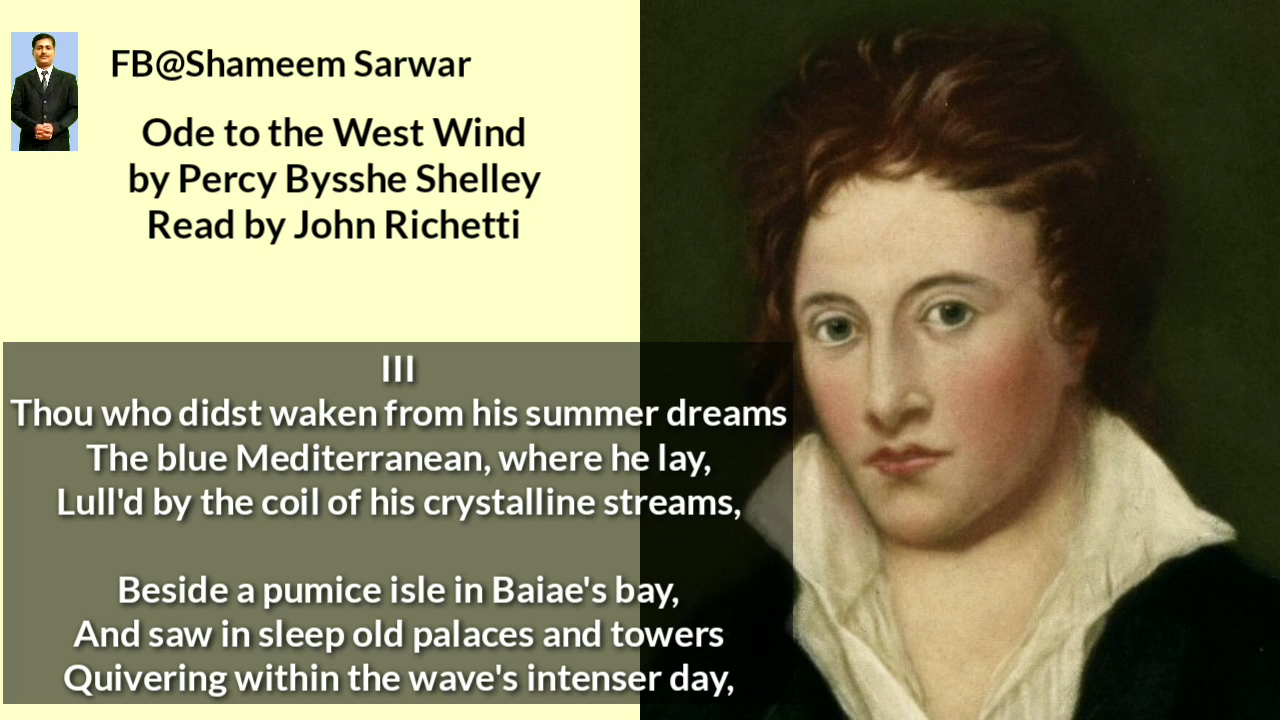 FB@Shameem Sarwar
Ode to the West Wind
by Percy Bysshe Shelley
Read by John Richetti
III
Thou who didst waken from his summer dreams
The blue Mediterranean, where he lay,
Lull'd by the coil of his crystalline streams,
Beside a pumice isle in Baiae's bay,
And saw in sleep old palaces and towers
Quivering within the wave's intenser day,